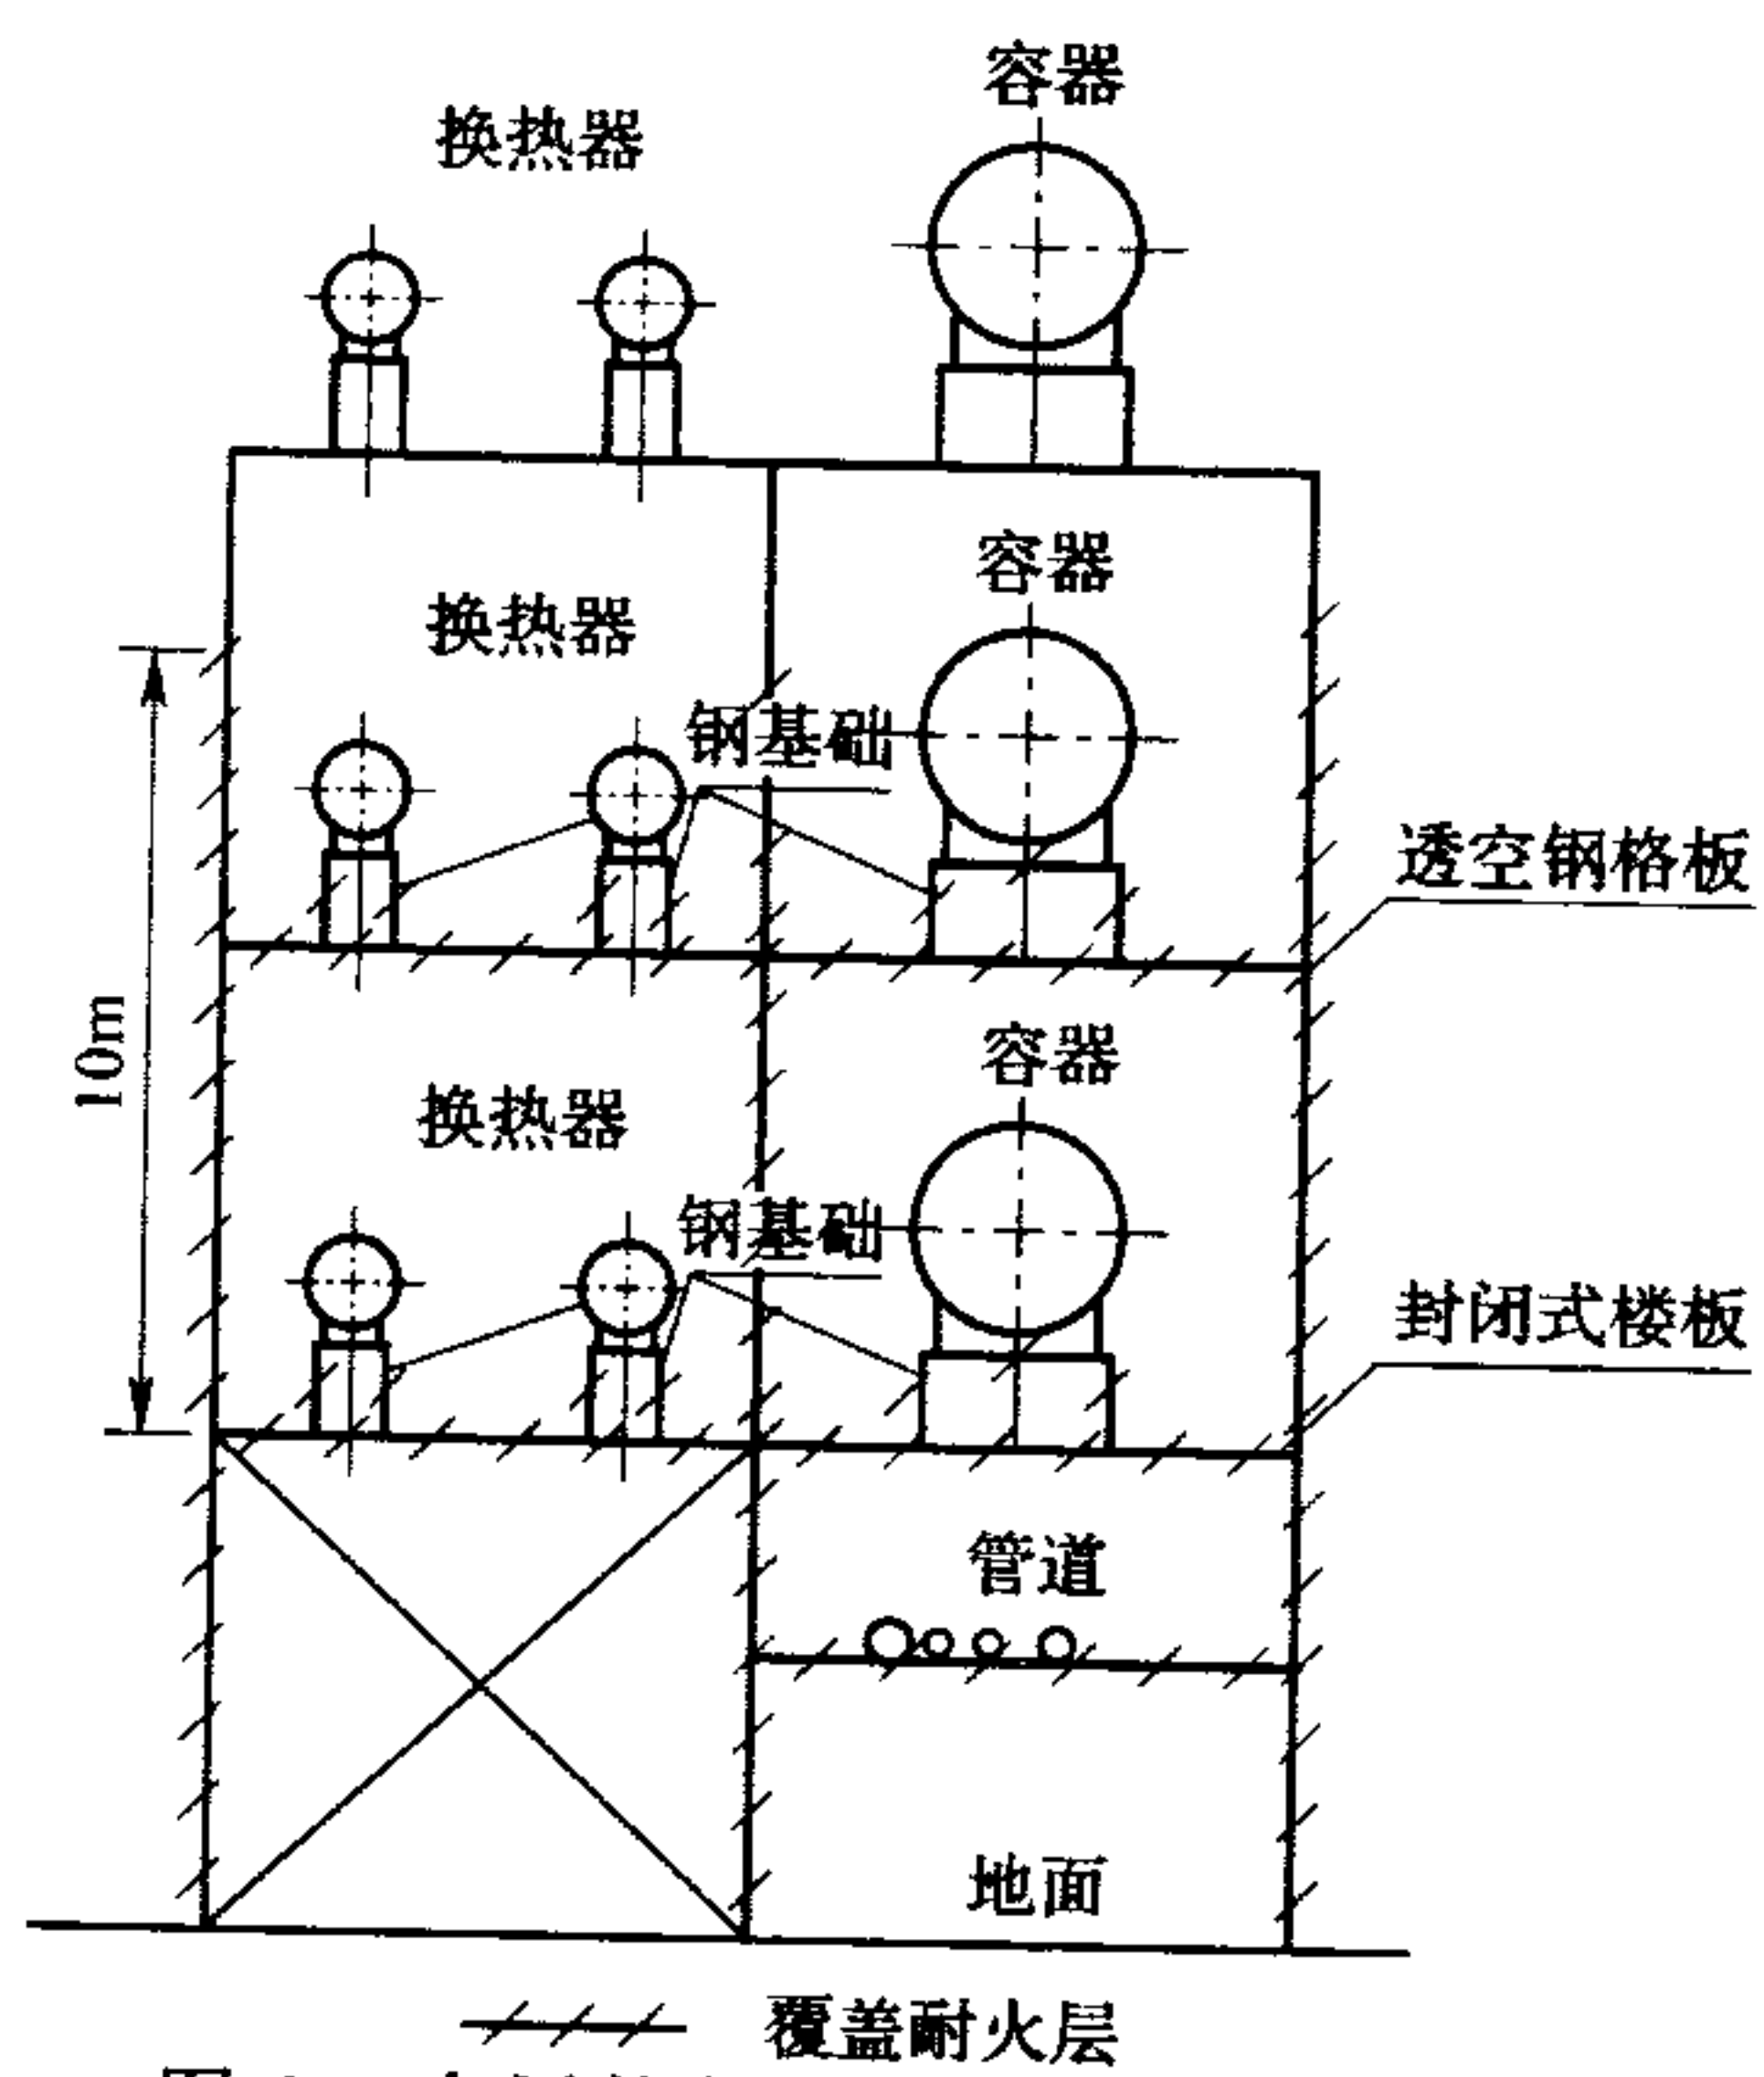 容器
换热器
容器
换热器
钢基础
透空钢格板
10m
容器
换热器
钢基础
封闭式楼板
管道
地面
覆盖耐火层